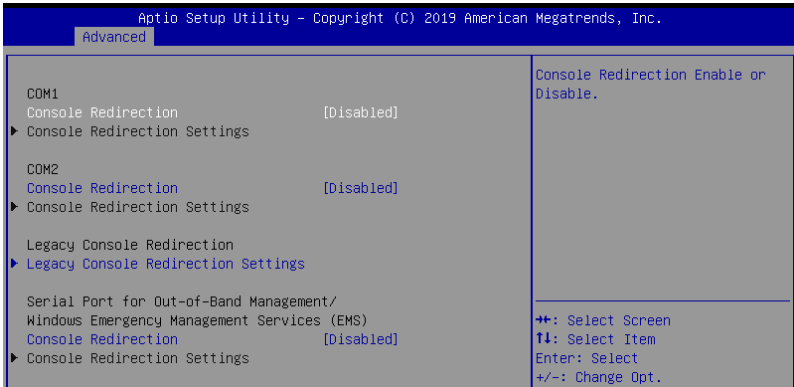 Aptio Setup Utility – Copyright (C) 2019 American Megatrends, Inc.
Advanced
COM1
Console Redirection [Disabled]
Console Redirection Settings
COM2
Console Redirection [Disabled]
Console Redirection Settings
Legacy Console Redirection
Legacy Console Redirection Settings
Serial Port for Out-of-Band Management/
Windows Emergency Management Services (EMS)
Console Redirection [Disabled]
Console Redirection Settings
Console Redirection Enable or
Disable.
→←: Select Screen
↑↓: Select Item
Enter: Select
+/-: Change Opt.